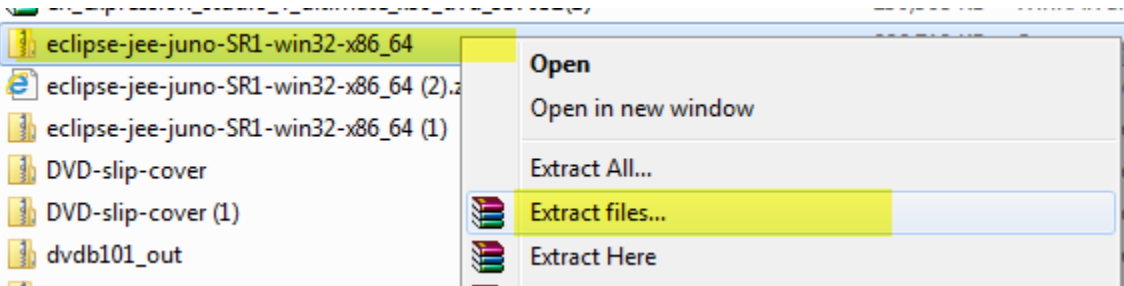 eclipse-jee-juno-SR1-win32-x86_64
eclipse-jee-juno-SR1-win32-x86_64 (2).z
eclipse-jee-juno-SR1-win32-x86_64 (1)
DVD-slip-cover
DVD-slip-cover (1)
dvdb101_out
Open
Open in new window
Extract All...
Extract files...
Extract Here